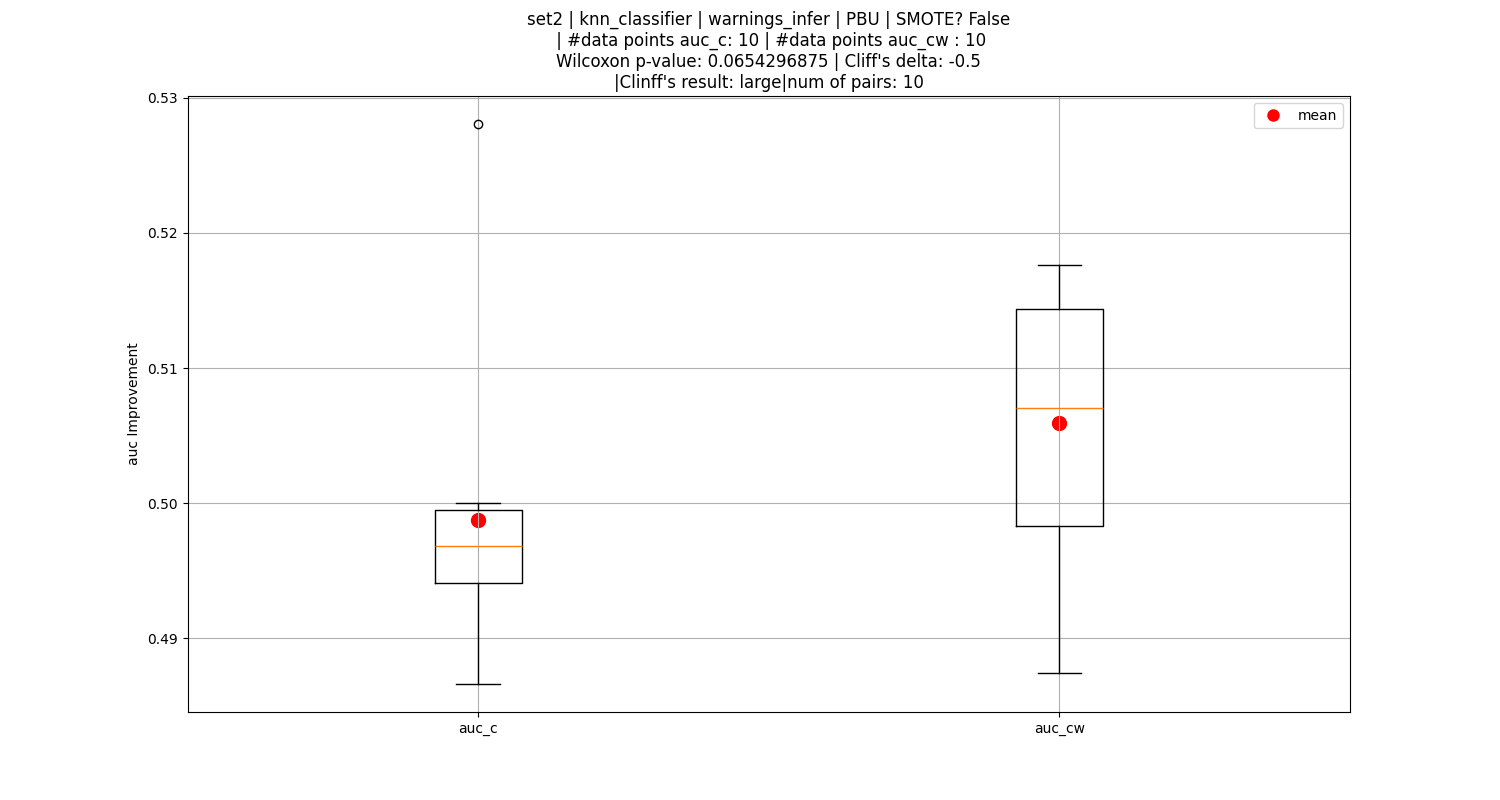 set2 | knn_classifier | warnings_infer | PBU | SMOTE? False
| #data points auc_c: 10 | #data points auc_cw : 10
Wilcoxon p-value: 0.0654296875 | Cliff's delta: -0.5
|Clinff's result: large|num of pairs: 10
mean
auc Improvement
0.53
0.52
0.51
0.50
0.49
auc_c
auc_cw